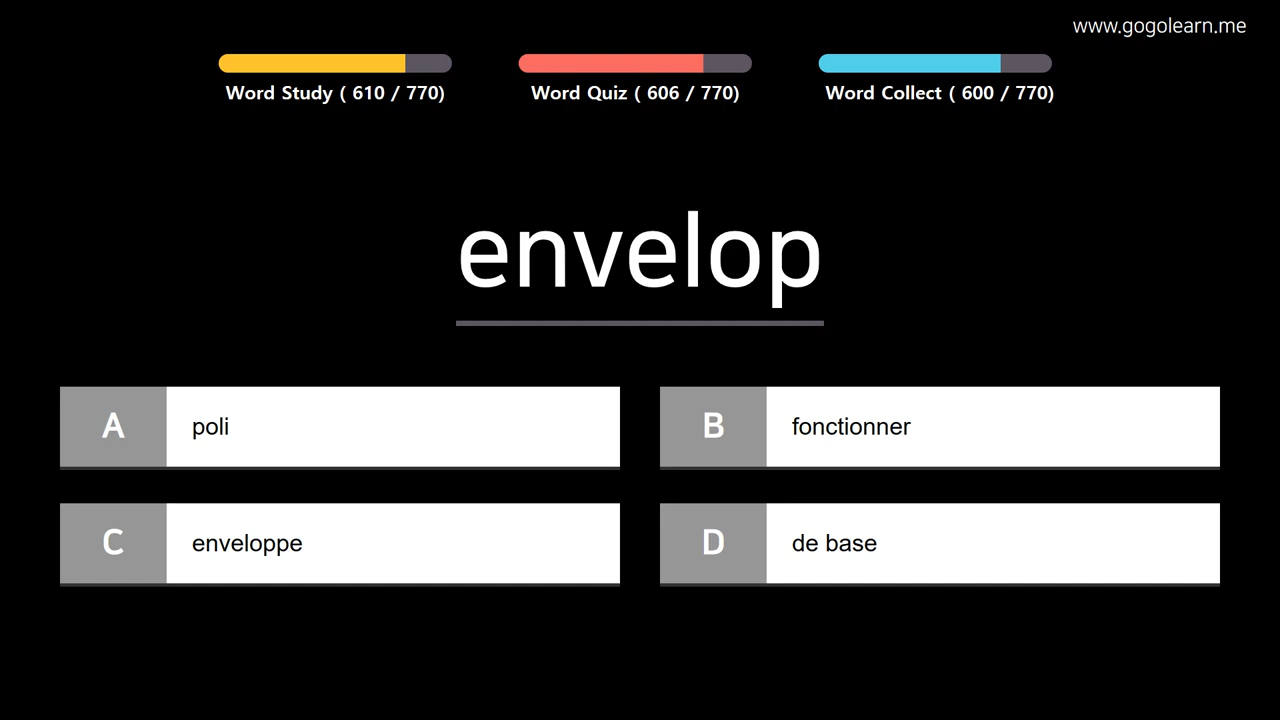 www.gogolearn.me
Word Study ( 610 / 770)
Word Quiz ( 606 / 770)
Word Collect ( 600 / 770)
envelop
A poli
B fonctionner
C enveloppe
D de base